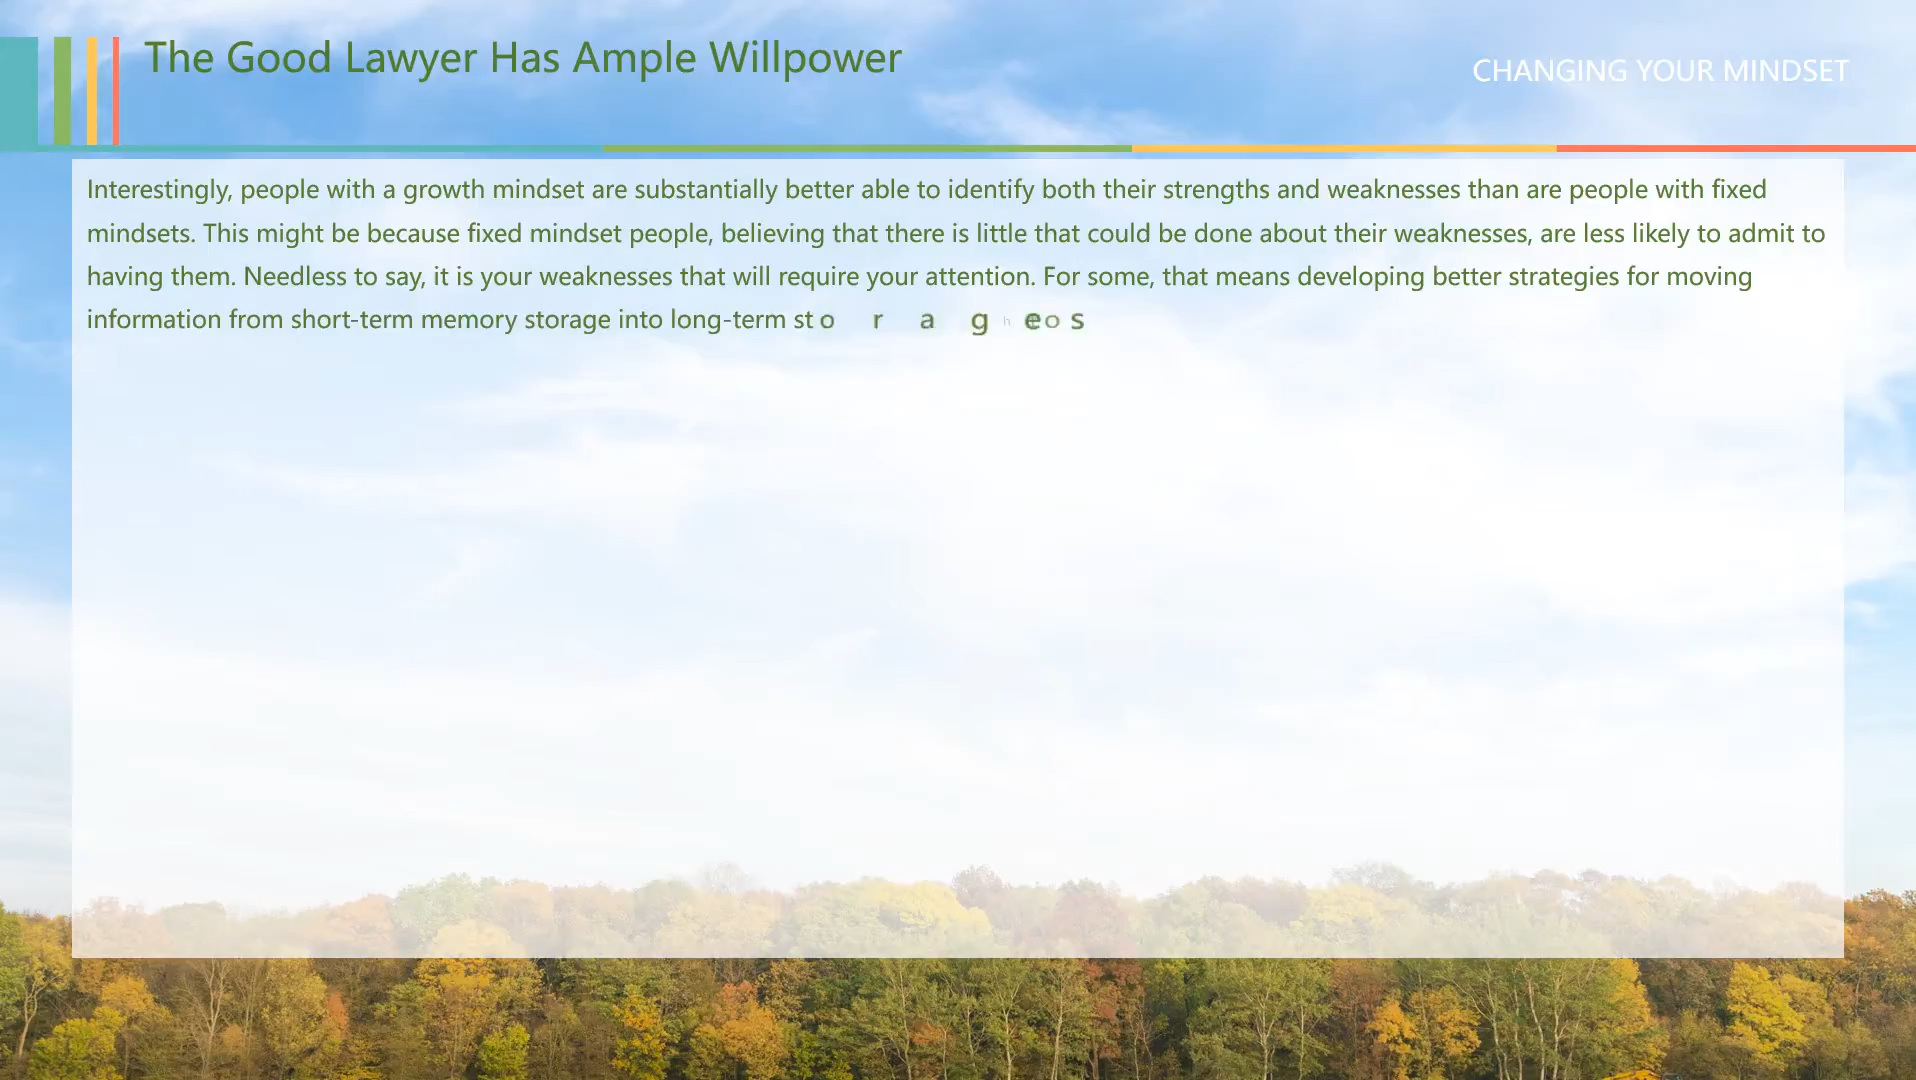 The Good Lawyer Has Ample Willpower
CHANGING YOUR MINDSET
Interestingly, people with a growth mindset are substantially better able to identify both their strengths and weaknesses than are people with fixed
mindsets. This might be because fixed mindset people, believing that there is little that could be done about their weaknesses, are less likely to admit to
having them. Needless to say, it is your weaknesses that will require your attention. For some, that means developing better strategies for moving
information from short-term memory storage into long-term storage